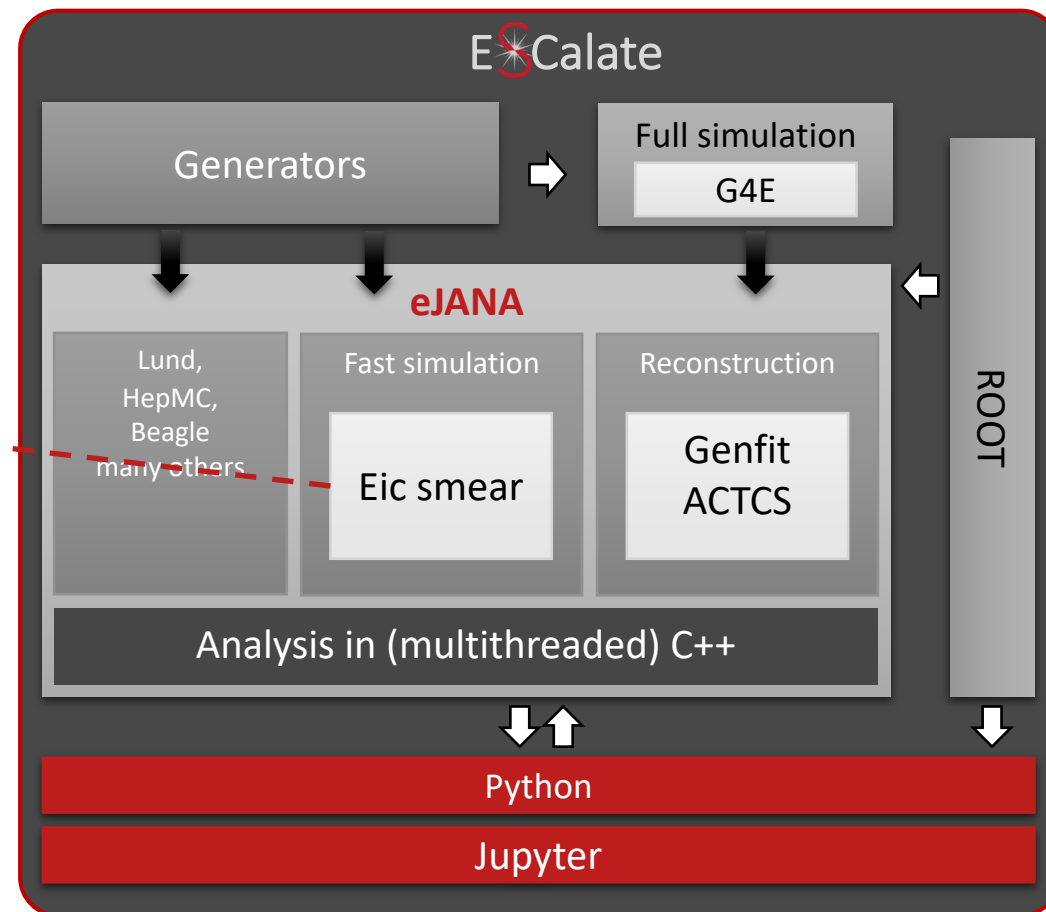 ESCalate
Generators
Full simulation
G4E
eJANA
Lund,
HepMC,
Beagle
many others
Fast simulation
Eic smear
Reconstruction
Genfit
ACTCS
ROOT
Analysis in (multithreaded) C++
Python
Jupyter